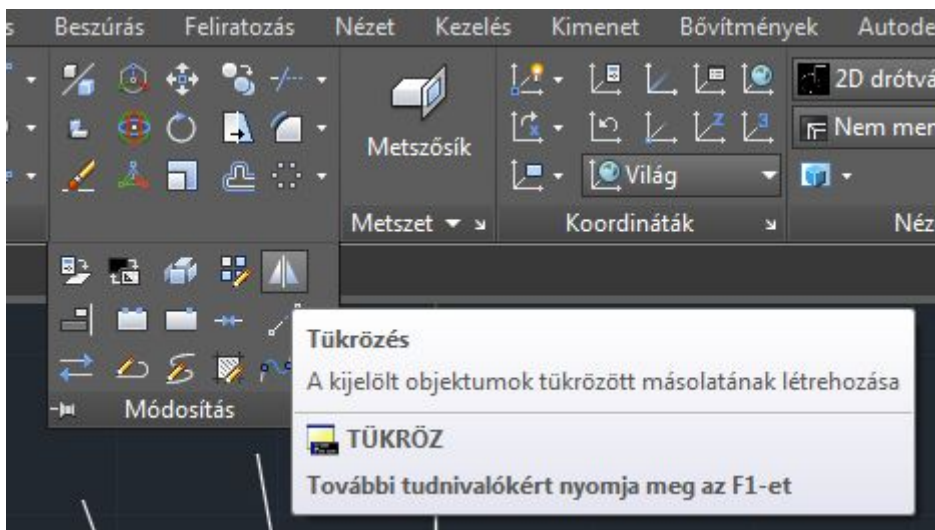 Beszúrás Feliratozás Nézet Kezelés Kimenet Bővítmények
2D drótvá
Metszősík
Nem mer
Világ
Metszet
Koordináták
Néz
Módosítás
Tükrözés
A kijelölt objektumok tükrözött másolatának létrehozása
TÜKRÖZ
További tudnivalókért nyomja meg az F1-et